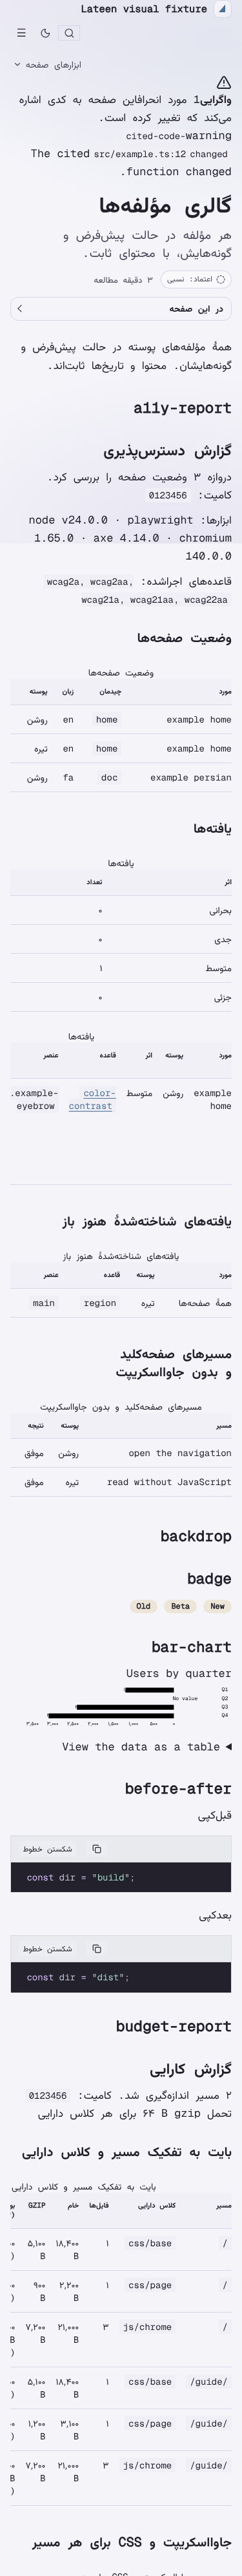 Lateen visual fixture
ابزارهای صفحه
واگرایی1 مورد انحرافاین صفحه به کدی اشاره
می‌کند که تغییر کرده است.
cited-code-warning
The cited src/example.ts:12 changed
function changed.
گالری مؤلفه‌ها
هر مؤلفه در حالت پیش‌فرض و
گونه‌هایش، با محتوای ثابت.
اعتماد: نسبی
۳ دقیقه مطالعه
در این صفحه
همهٔ مؤلفه‌های پوسته در حالت پیش‌فرض و
گونه‌هایشان. محتوا و تاریخ‌ها ثابت‌اند.
a11y-report
گزارش دسترس‌پذیری
دروازه ۳ وضعیت صفحه را بررسی کرد.
کامیت: 0123456
ابزارها: node v24.0.0 · playwright
1.65.0 · axe 4.14.0 · chromium
140.0.0
قاعده‌های اجراشده: wcag2a, wcag2aa,
wcag21a, wcag21aa, wcag22aa
وضعیت صفحه‌ها
وضعیت صفحه‌ها
مورد چیدمان زبان پوسته
example home home en روشن
example home home en تیره
example persian doc fa روشن
یافته‌ها
یافته‌ها
اثر تعداد
بحرانی ۰
جدی ۰
متوسط ۱
جزئی ۰
یافته‌ها
مورد پوسته اثر قاعده عنصر
example home روشن متوسط color-contrast .example-eyebrow
یافته‌های شناخته‌شدهٔ هنوز باز
یافته‌های شناخته‌شدهٔ هنوز باز
مورد پوسته قاعده عنصر
همهٔ صفحه‌ها تیره region main
مسیرهای صفحه‌کلید
و بدون جاوااسکریپت
مسیرهای صفحه‌کلید و بدون جاوااسکریپت
مسیر پوسته نتیجه
open the navigation روشن موفق
read without JavaScript تیره موفق
backdrop
badge
New Beta Old
bar-chart
Users by quarter
Q1
Q2 No value
Q3
Q4
۳٬۵۰۰ ۳٬۰۰۰ ۲٬۵۰۰ ۲٬۰۰۰ ۱٬۵۰۰ ۱٬۰۰۰ ۵۰۰ ۰
View the data as a table
before-after
قبل‌کپی
شکستن خطوط
const dir = "build";
بعدکپی
شکستن خطوط
const dir = "dist";
budget-report
گزارش کارایی
۲ مسیر اندازه‌گیری شد. کامیت: 0123456
تحمل ۶۴ B gzip برای هر کلاس دارایی
بایت به تفکیک مسیر و کلاس دارایی
بایت به تفکیک مسیر و کلاس دارایی
مسیر کلاس دارایی فایل‌ها خام GZIP
/ css/base ۱ ۱۸٬۴۰۰ B ۵٬۱۰۰ B
/ css/page ۱ ۲٬۲۰۰ B ۹۰۰ B
/ js/chrome ۳ ۲۱٬۰۰۰ B ۷٬۲۰۰ B
/guide/ css/base ۱ ۱۸٬۴۰۰ B ۵٬۱۰۰ B
/guide/ css/page ۱ ۳٬۱۰۰ B ۱٬۲۰۰ B
/guide/ js/chrome ۳ ۲۱٬۰۰۰ B ۷٬۲۰۰ B
جاوااسکریپت و CSS برای هر مسیر